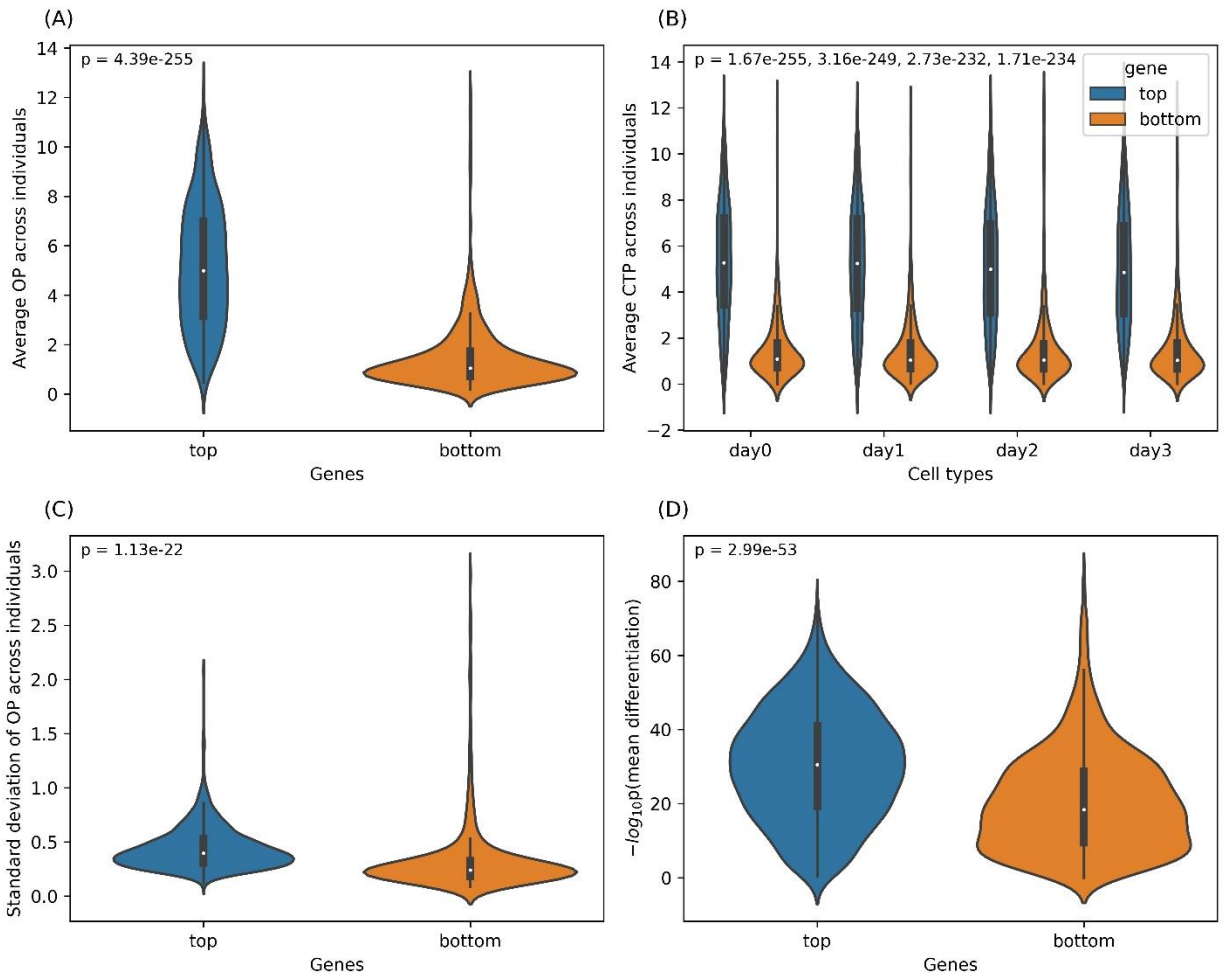 (A)
p = 4.39e-255
14
12
10
8
6
4
2
0
Average OP across individuals
top
bottom
Genes
(B)
p = 1.67e-255, 3.16e-249, 2.73e-232, 1.71e-234
gene
top
bottom
14
12
10
8
6
4
2
0
−2
Average CTP across individuals
day0
day1
day2
day3
Cell types
(C)
p = 1.13e-22
3.0
2.5
2.0
1.5
1.0
0.5
0.0
Standard deviation of OP across individuals
top
bottom
Genes
(D)
p = 2.99e-53
80
60
40
20
0
−log₁₀p(mean differentiation)
top
bottom
Genes